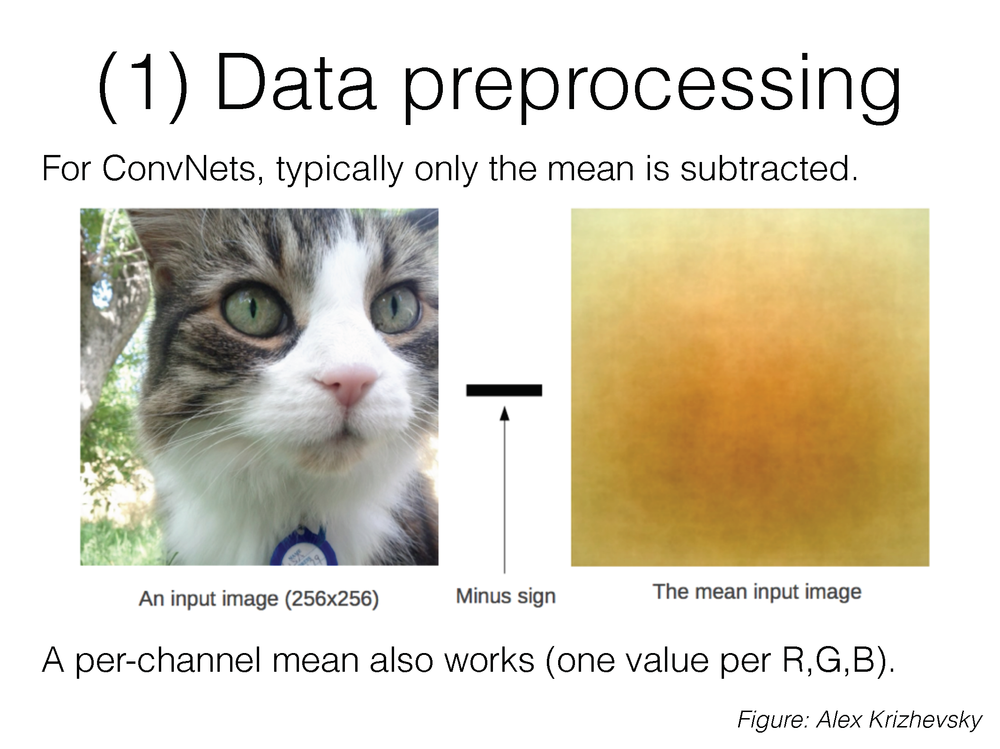 (1) Data preprocessing
For ConvNets, typically only the mean is subtracted.
An input image (256x256)
Minus sign
The mean input image
A per-channel mean also works (one value per R,G,B).
Figure: Alex Krizhevsky